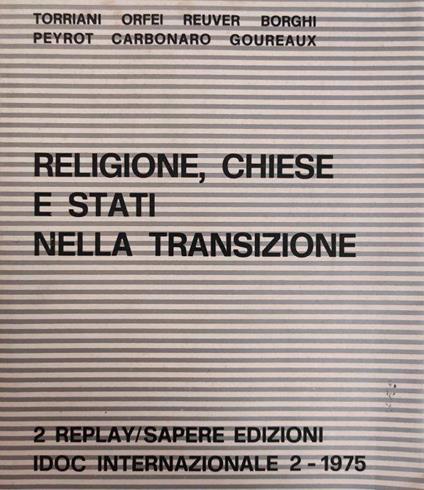 TORRIANI ORFEI REUVER BORGHI
PEYROT CARBONARO GOUREAUX
RELIGIONE, CHIESE
E STATI
NELLA TRANSIZIONE
2 REPLAY/SAPERE EDIZIONI
IDOC INTERNAZIONALE 2-1975